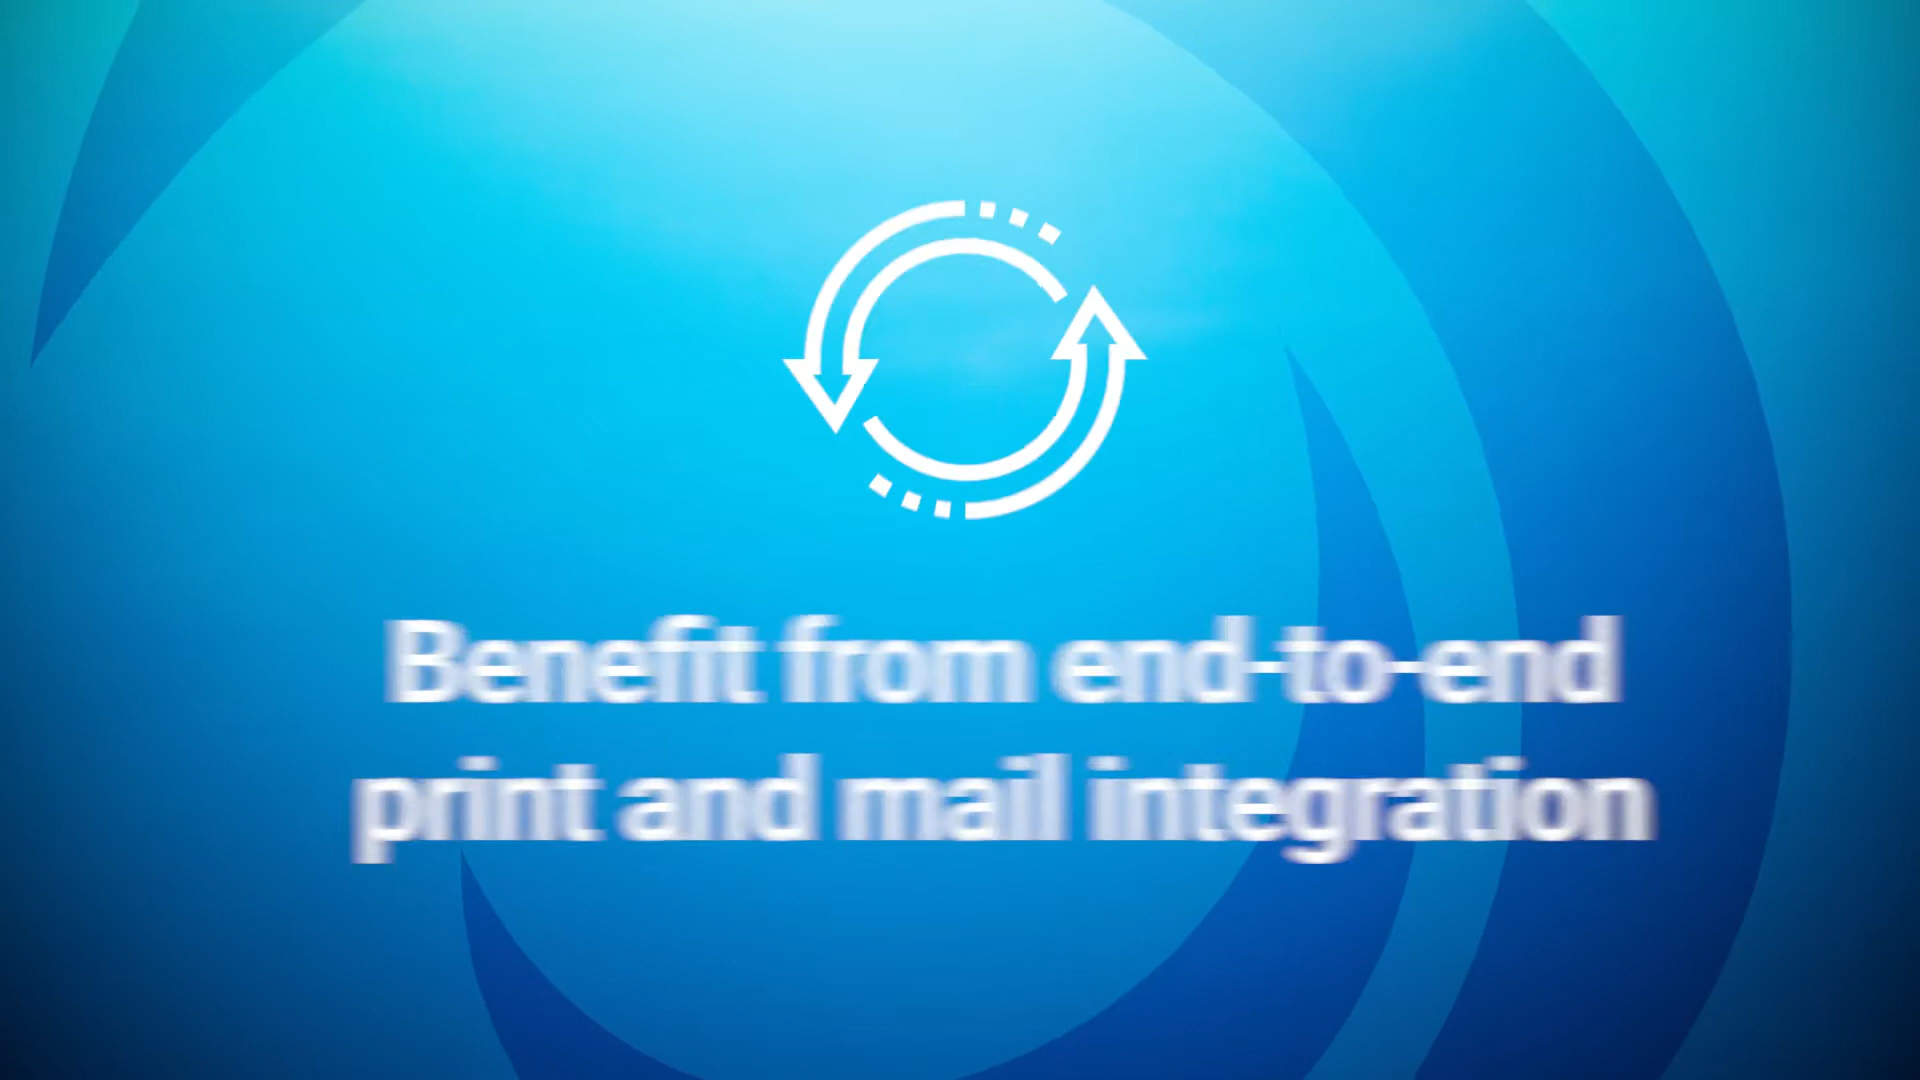 Benefit from end-to-end
print and mail integration